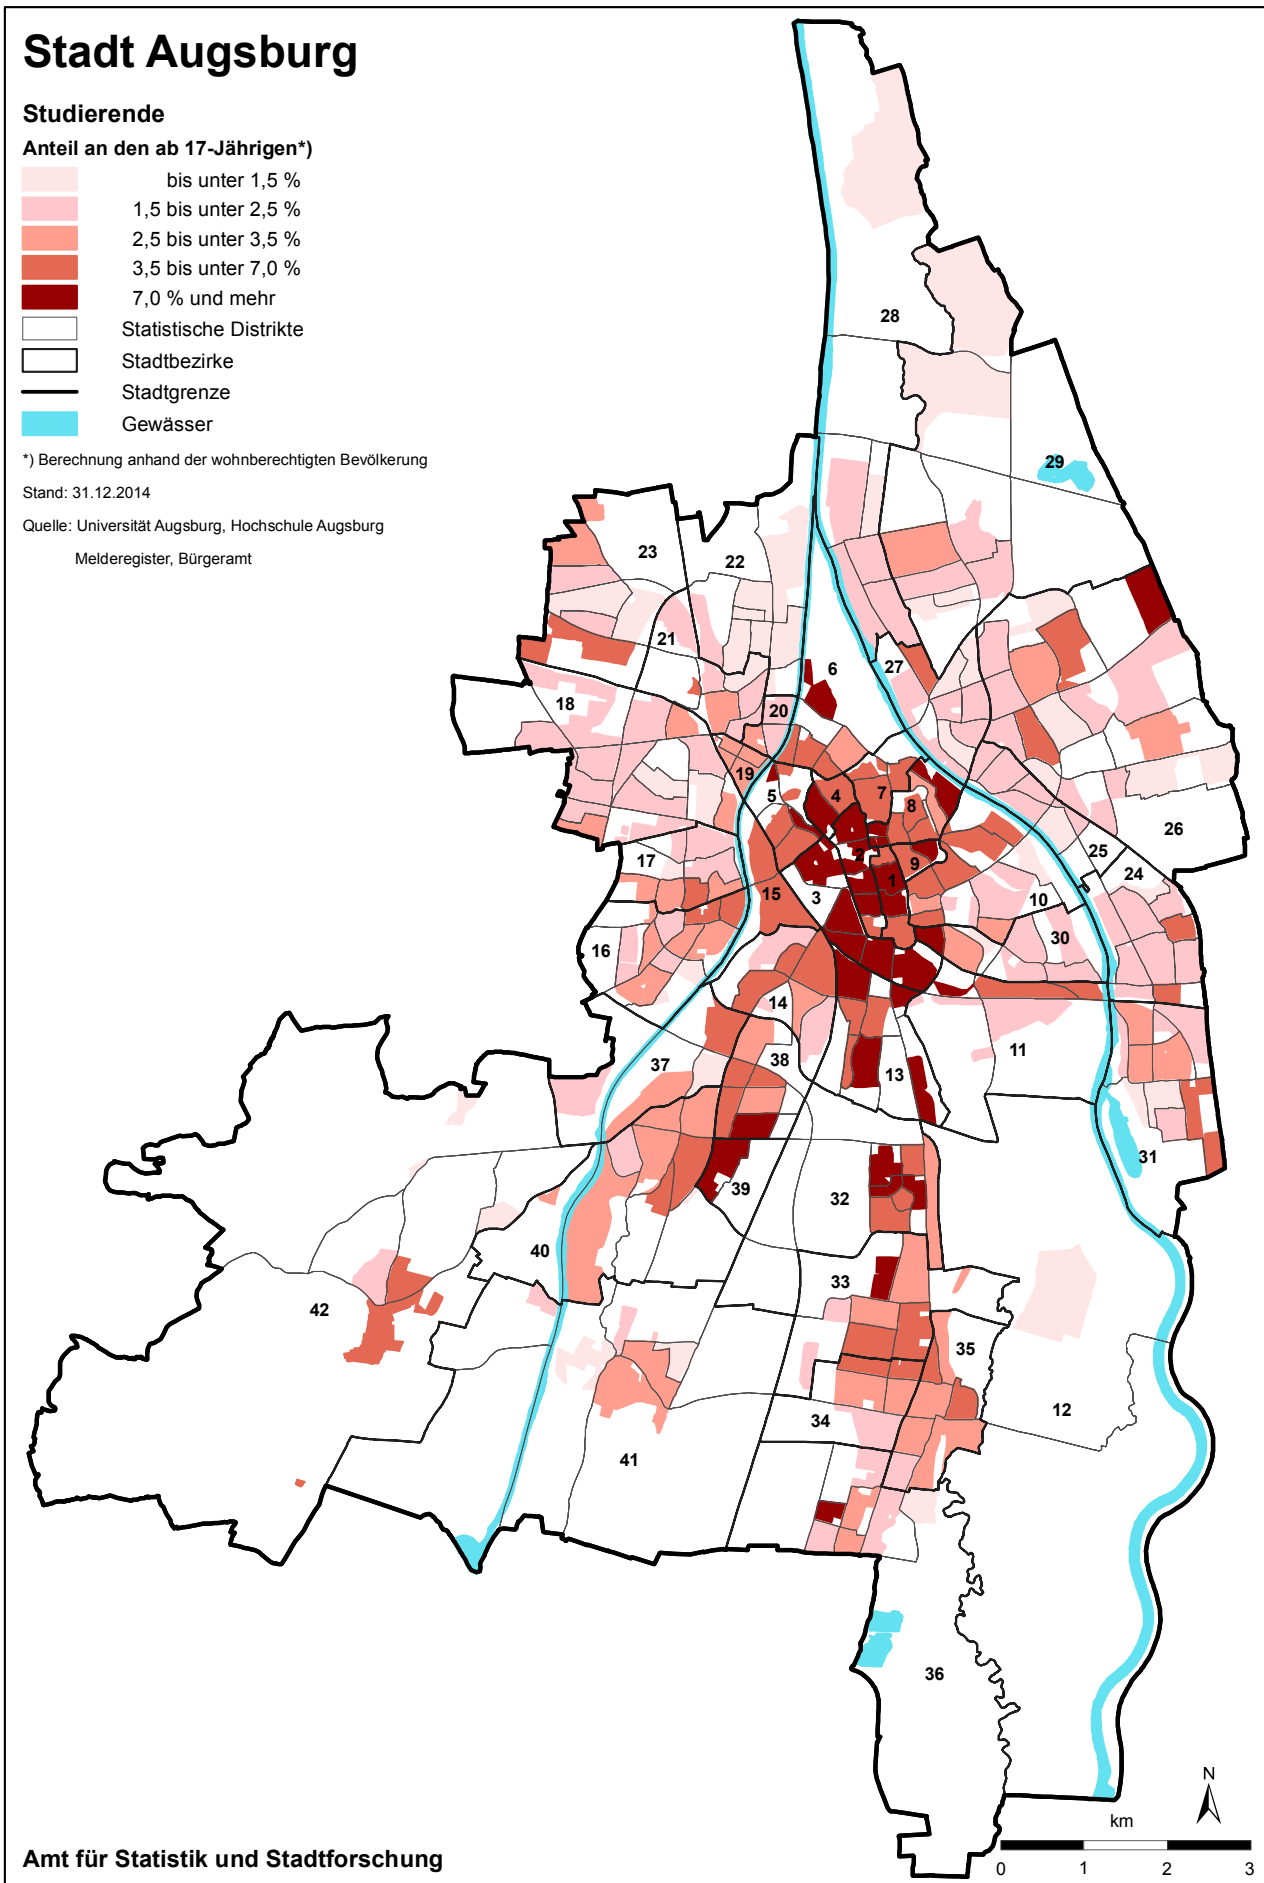 Stadt Augsburg
Studierende
Anteil an den ab 17-Jährigen*)
bis unter 1,5 %
1,5 bis unter 2,5 %
2,5 bis unter 3,5 %
3,5 bis unter 7,0 %
7,0 % und mehr
Statistische Distrikte
Stadtbezirke
Stadtgrenze
Gewässer
*) Berechnung anhand der wohnberechtigten Bevölkerung
Stand: 31.12.2014
Quelle: Universität Augsburg, Hochschule Augsburg
Melderegister, Bürgeramt
28
29
23
22
21
6
27
18
20
19
5
4
7
8
26
25
17
2
9
24
1
3
15
10
30
16
14
11
38
37
13
31
39
32
40
33
42
35
12
34
41
36
N
km
0 1 2 3
Amt für Statistik und Stadtforschung